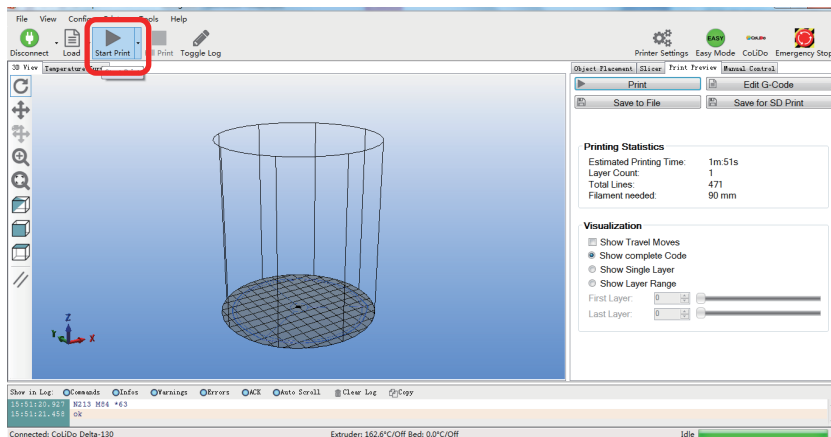 File View Tools Help
Disconnect Load Start Print Print Toggle Log
Printer Settings Easy Mode CoLiDo Emergency Stop
EASY
3D View Temperature
Object Placement Slicer Print Preview Manual Control
Print Edit G-Code
Save to File Save for SD Print
Printing Statistics
Estimated Printing Time: 1m:51s
Layer Count: 1
Total Lines: 471
Filament needed: 90 mm
Visualization
Show Travel Moves
Show complete Code
Show Single Layer
Show Layer Range
First Layer: 0
Last Layer: 0
Z
Y
X
Show in Log: Commands Infos Warnings Errors ACK Auto Scroll Clear Log Copy
15:51:20.927 N213 M84 *63
15:51:21.458 ok
Connected: CoLiDo Delta-130 Extruder: 162.6°C/Off Bed: 0.0°C/Off Idle